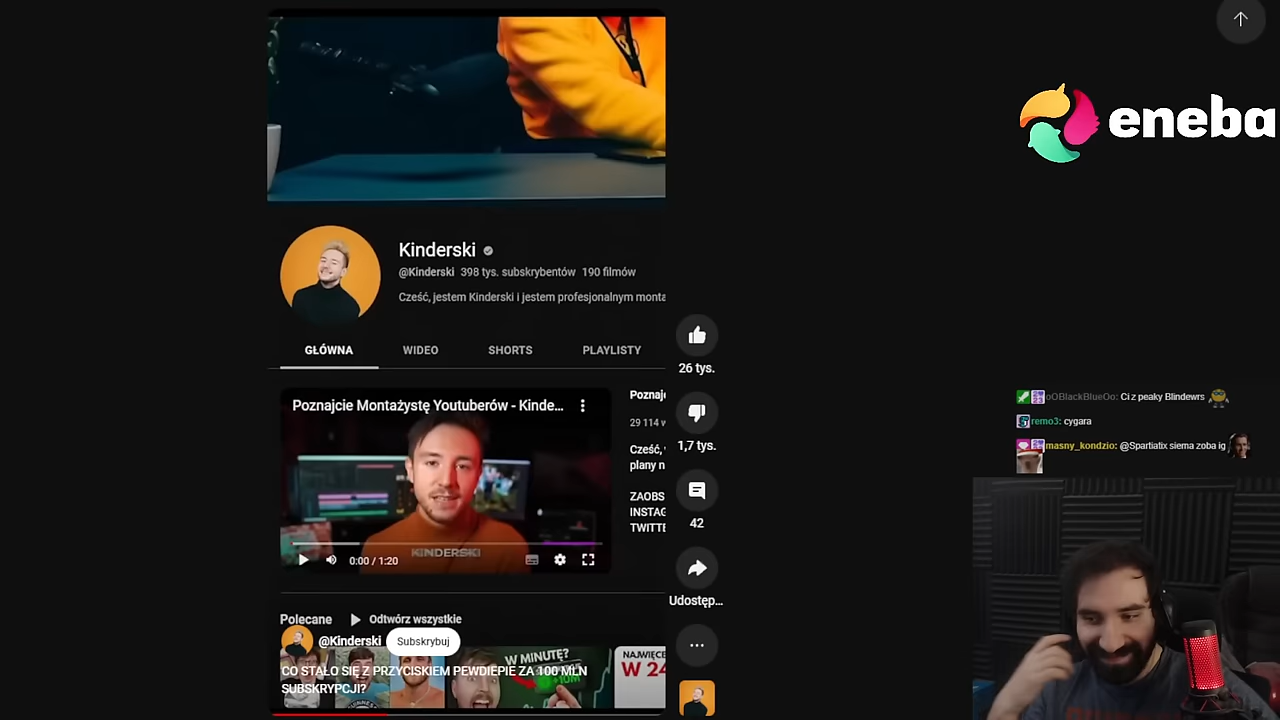 eneba
Kinderski
@Kinderski 398 tys. subskrybentów 190 filmów
Cześć, jestem Kinderski i jestem profesjonalnym
GŁÓWNA WIDEO SHORTS PLAYLISTY
26 tys.
1,7 tys.
42
Udostęp...
Poznajcie Montażystę Youtuberów - Kinde...
KINDERSKI
0:00 / 1:20
29 114
Cześć,
plany
ZAOBS
INSTAG
TWITTE
Polecane Odtwórz wszystkie
@Kinderski Subskrybuj
CO STAŁO SIĘ Z PRZYCISKIEM PEWDIEPIE ZA 100 MLN
SUBSKRYPCJI?
W MINUTĘ?
NAJWIĘCE
W 24
oOBlackBlueOo: Ci z peaky Blindewrs
remo3: cygara
masny_kondzio: @Spartiatix siema zoba ig